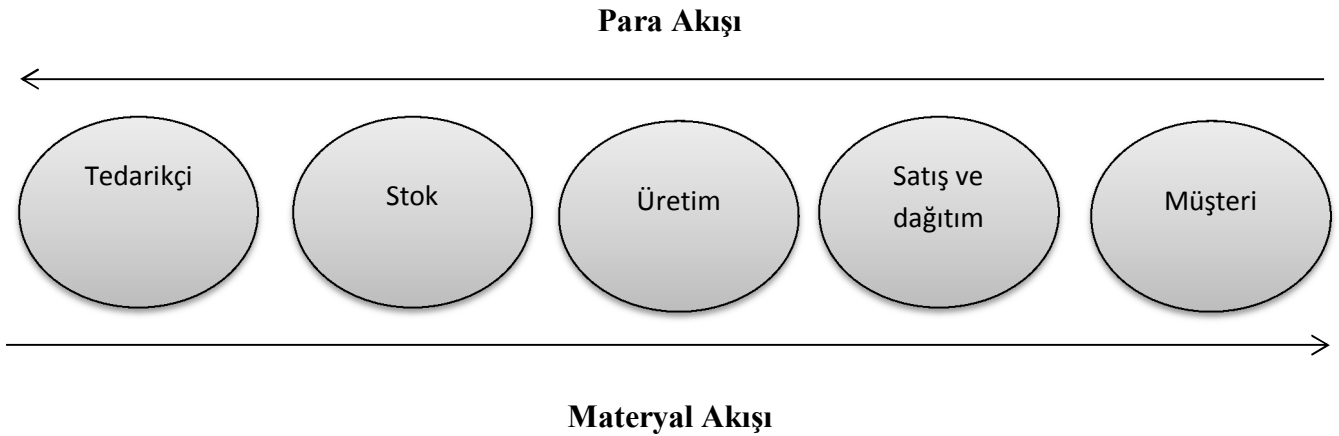 Para Akışı
Tedarikçi
Stok
Üretim
Satış ve
dağıtım
Müşteri
Materyal Akışı